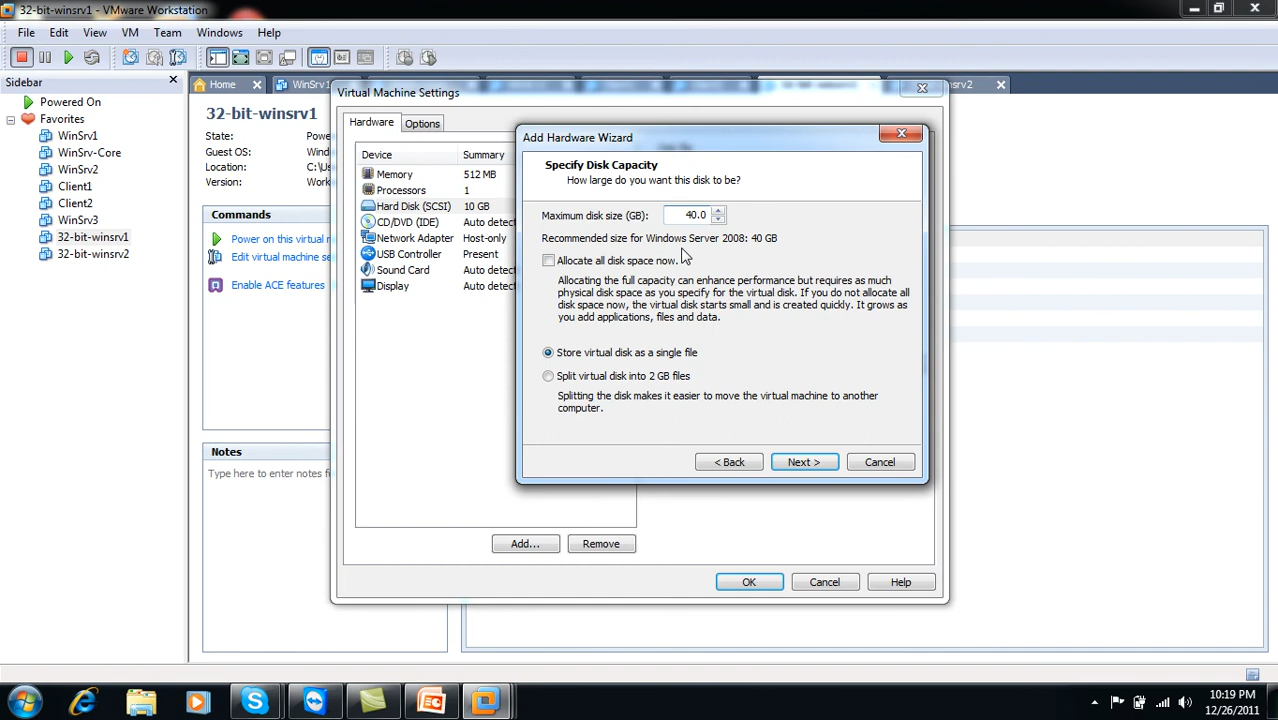 32-bit-winsrv1 - VMware Workstation
File Edit View VM Team Windows Help
Sidebar
Powered On
Favorites
WinSrv1
WinSrv-Core
WinSrv2
Client1
Client2
WinSrv3
32-bit-winsrv1
32-bit-winsrv2
Home
WinSrv1
srv2
32-bit-winsrv1
State: Powe
Guest OS: Wind
Location: C:\Us
Version: Work
Commands
Power on this virtual m
Edit virtual machine se
Enable ACE features
Notes
Type here to enter notes f
Virtual Machine Settings
Hardware Options
Device Summary
Memory 512 MB
Processors 1
Hard Disk (SCSI) 10 GB
CD/DVD (IDE) Auto detect
Network Adapter Host-only
USB Controller Present
Sound Card Auto detect
Display Auto detect
Add... Remove
OK Cancel Help
Add Hardware Wizard
Specify Disk Capacity
How large do you want this disk to be?
Maximum disk size (GB): 40.0
Recommended size for Windows Server 2008: 40 GB
Allocate all disk space now.
Allocating the full capacity can enhance performance but requires as much
physical disk space as you specify for the virtual disk. If you do not allocate all
disk space now, the virtual disk starts small and is created quickly. It grows as
you add applications, files and data.
Store virtual disk as a single file
Split virtual disk into 2 GB files
Splitting the disk makes it easier to move the virtual machine to another
computer.
< Back Next > Cancel
10:19 PM
12/26/2011